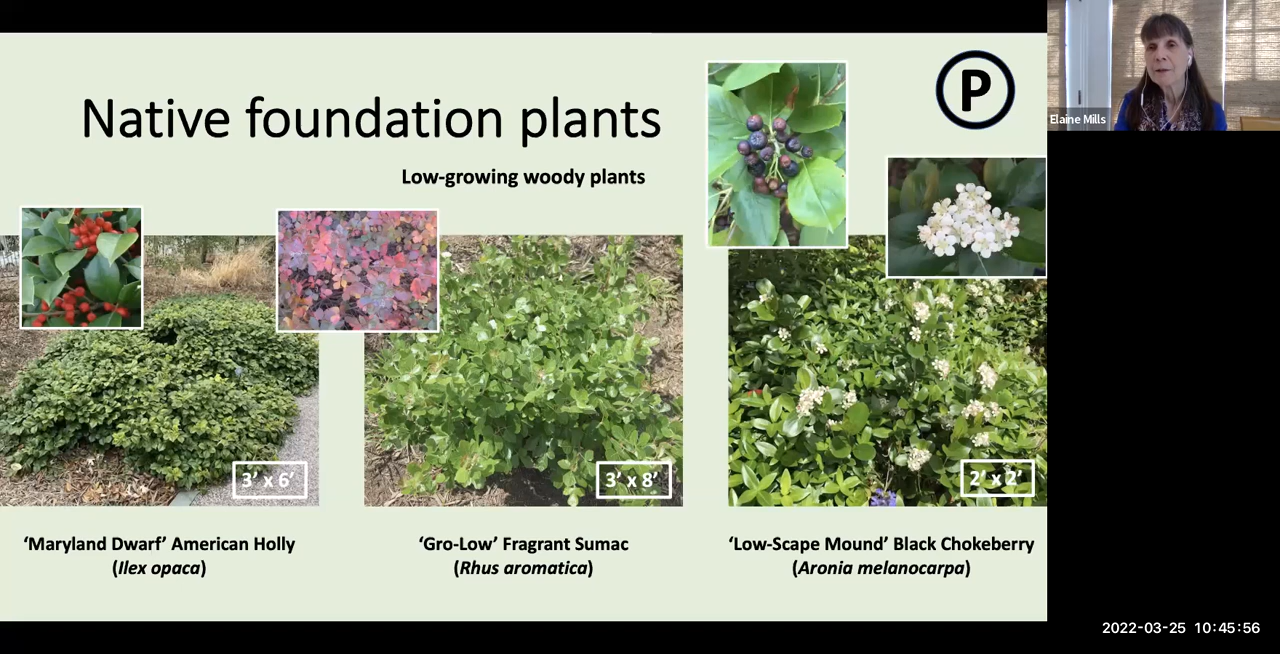 Native foundation plants
P
Low-growing woody plants
Elaine Mills
3’ x 6’
3’ x 8’
2’ x 2’
‘Maryland Dwarf’ American Holly
(Ilex opaca)
‘Gro-Low’ Fragrant Sumac
(Rhus aromatica)
‘Low-Scape Mound’ Black Chokeberry
(Aronia melanocarpa)
2022-03-25 10:45:56